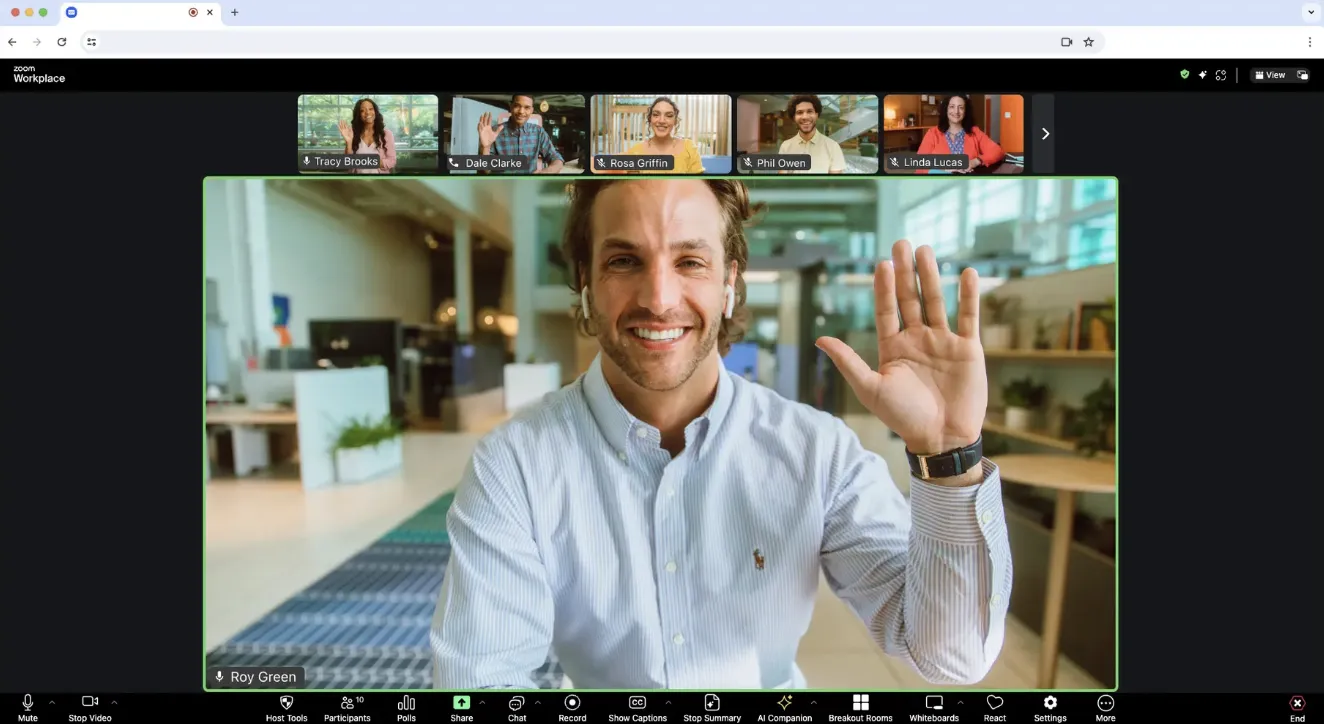 zoom
Workplace
View
Tracy Brooks
Dale Clarke
Rosa Griffin
Phil Owen
Linda Lucas
Roy Green
Mute
Stop Video
Host Tools
Participants 10
Polls
Share
Chat
Record
CC
Show Captions
Stop Summary
AI Companion
Breakout Rooms
Whiteboards
React
Settings
More
End